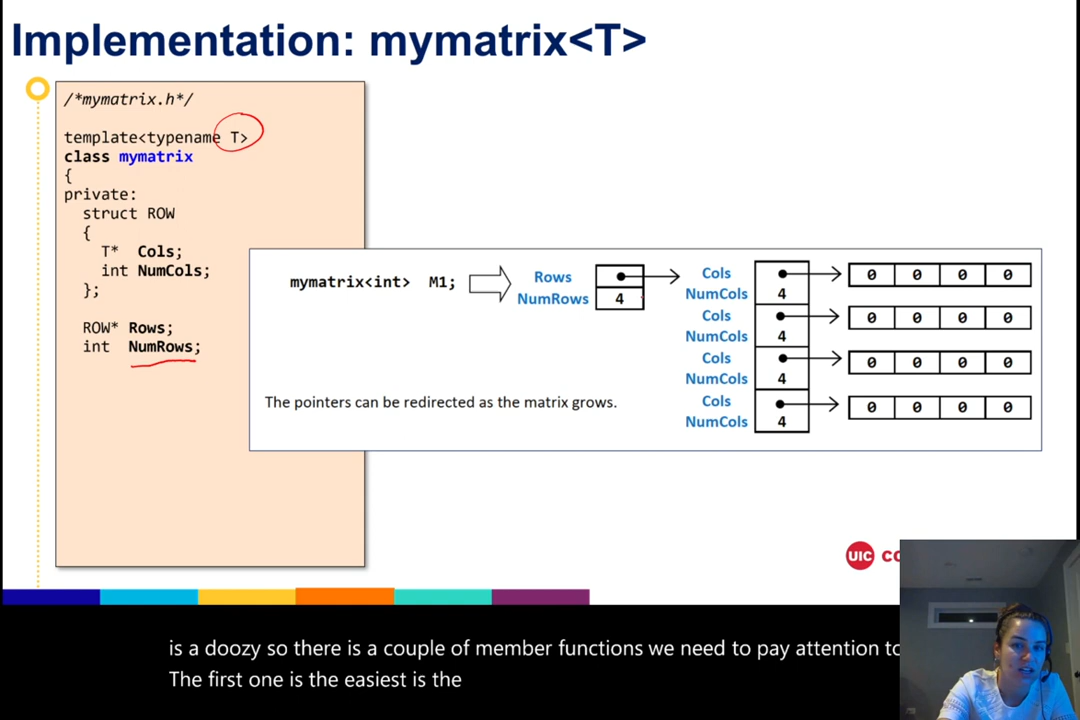 Implementation: mymatrix<T>
/*mymatrix.h*/
template<typename T>
class mymatrix
{
private:
struct ROW
{
T* Cols;
int NumCols;
};
ROW* Rows;
int NumRows;
mymatrix<int> M1;
Rows
NumRows 4
Cols
NumCols 4
Cols
NumCols 4
Cols
NumCols 4
Cols
NumCols 4
0 0 0 0
0 0 0 0
0 0 0 0
0 0 0 0
The pointers can be redirected as the matrix grows.
UIC
is a doozy so there is a couple of member functions we need to pay attention to
The first one is the easiest is the